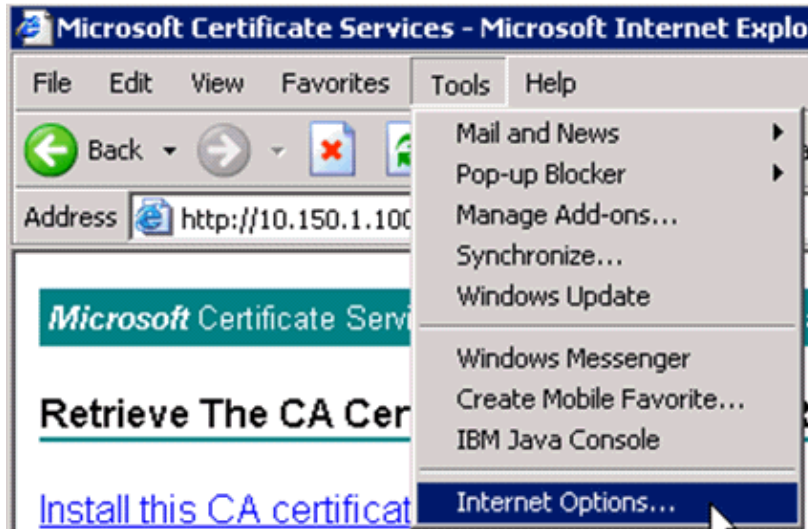 Microsoft Certificate Services - Microsoft Internet Explo
File Edit View Favorites Tools Help
Back
Address http://10.150.1.100
Mail and News
Pop-up Blocker
Manage Add-ons...
Synchronize...
Windows Update
Windows Messenger
Create Mobile Favorite...
IBM Java Console
Internet Options...
Microsoft Certificate Servi
Retrieve The CA Cer
Install this CA certificat